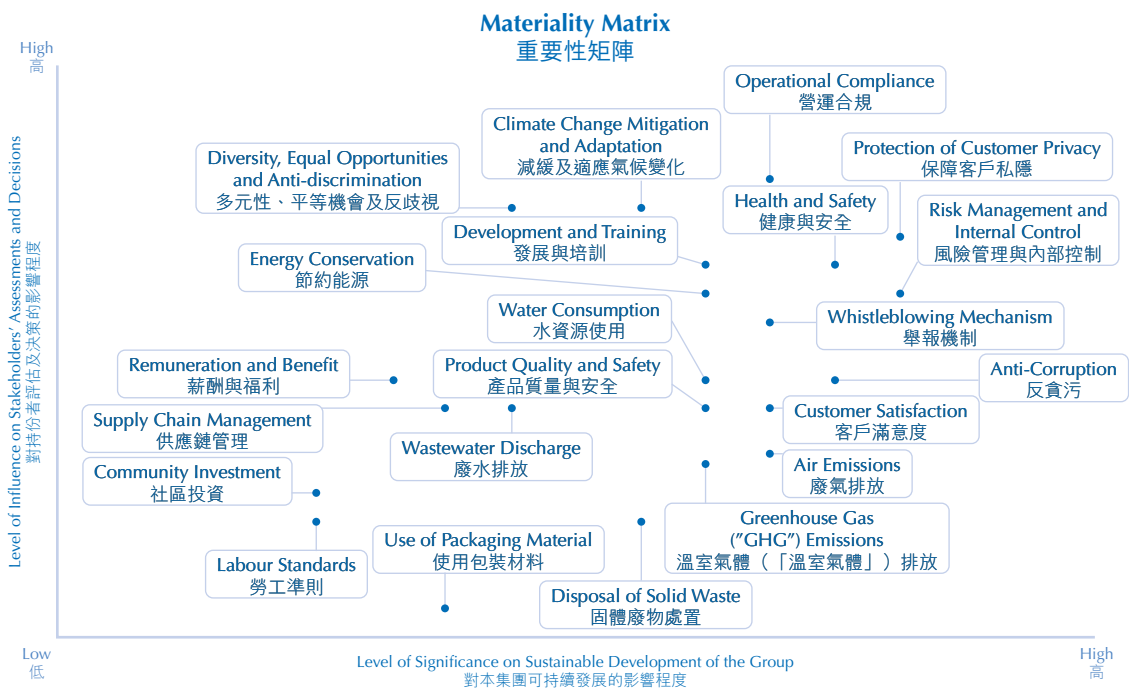 Materiality Matrix
重要性矩陣
High
高
Level of Influence on Stakeholders' Assessments and Decisions
對持份者評估及決策的影響程度
Operational Compliance
營運合規
Climate Change Mitigation
and Adaptation
減緩及適應氣候變化
Protection of Customer Privacy
保障客戶私隱
Diversity, Equal Opportunities
and Anti-discrimination
多元性、平等機會及反歧視
Health and Safety
健康與安全
Risk Management and
Internal Control
風險管理與內部控制
Development and Training
發展與培訓
Energy Conservation
節約能源
Water Consumption
水資源使用
Whistleblowing Mechanism
舉報機制
Remuneration and Benefit
薪酬與福利
Product Quality and Safety
產品質量與安全
Anti-Corruption
反貪污
Supply Chain Management
供應鏈管理
Customer Satisfaction
客戶滿意度
Wastewater Discharge
廢水排放
Community Investment
社區投資
Air Emissions
廢氣排放
Greenhouse Gas
("GHG") Emissions
溫室氣體（「溫室氣體」）排放
Use of Packaging Material
使用包裝材料
Labour Standards
勞工準則
Disposal of Solid Waste
固體廢物處置
Low
低
Level of Significance on Sustainable Development of the Group
對本集團可持續發展的影響程度
High
高